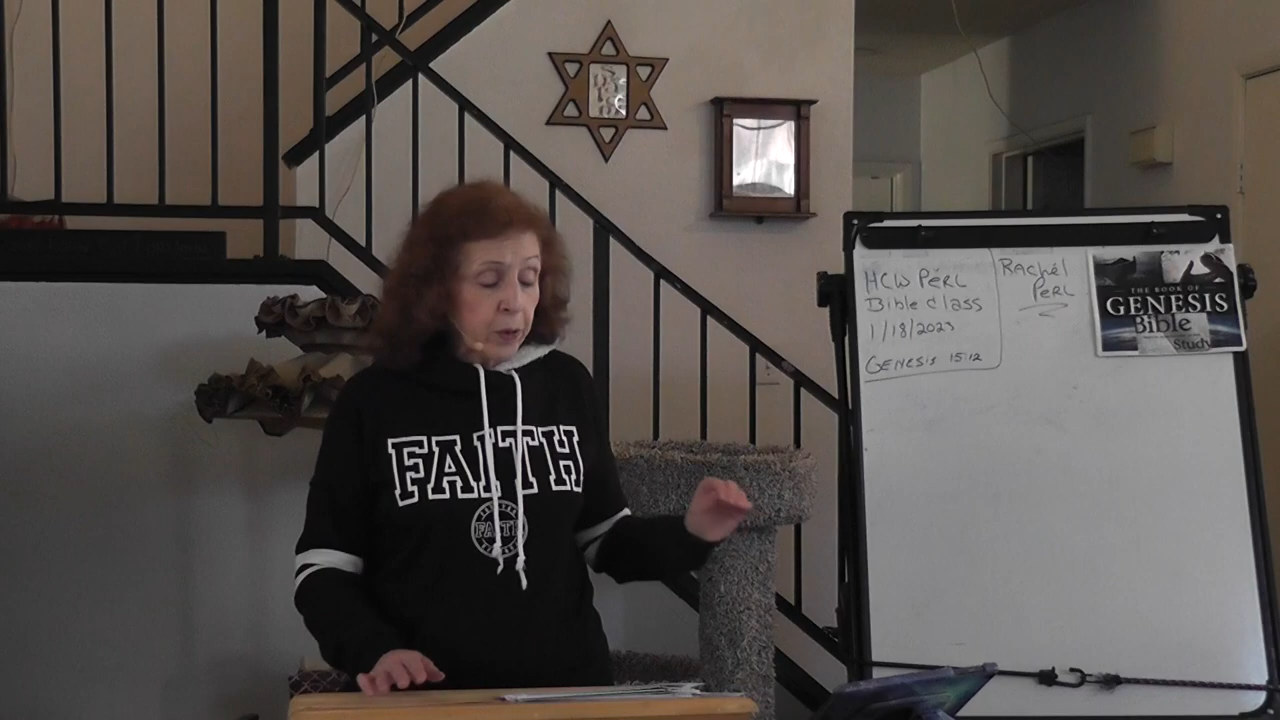 HCW PERL
Bible class
1/18/2023
GENESIS 15:12
RAchel
PERL
THE BOOK OF
GENESIS
Bible
Study
FAITH
FAITH